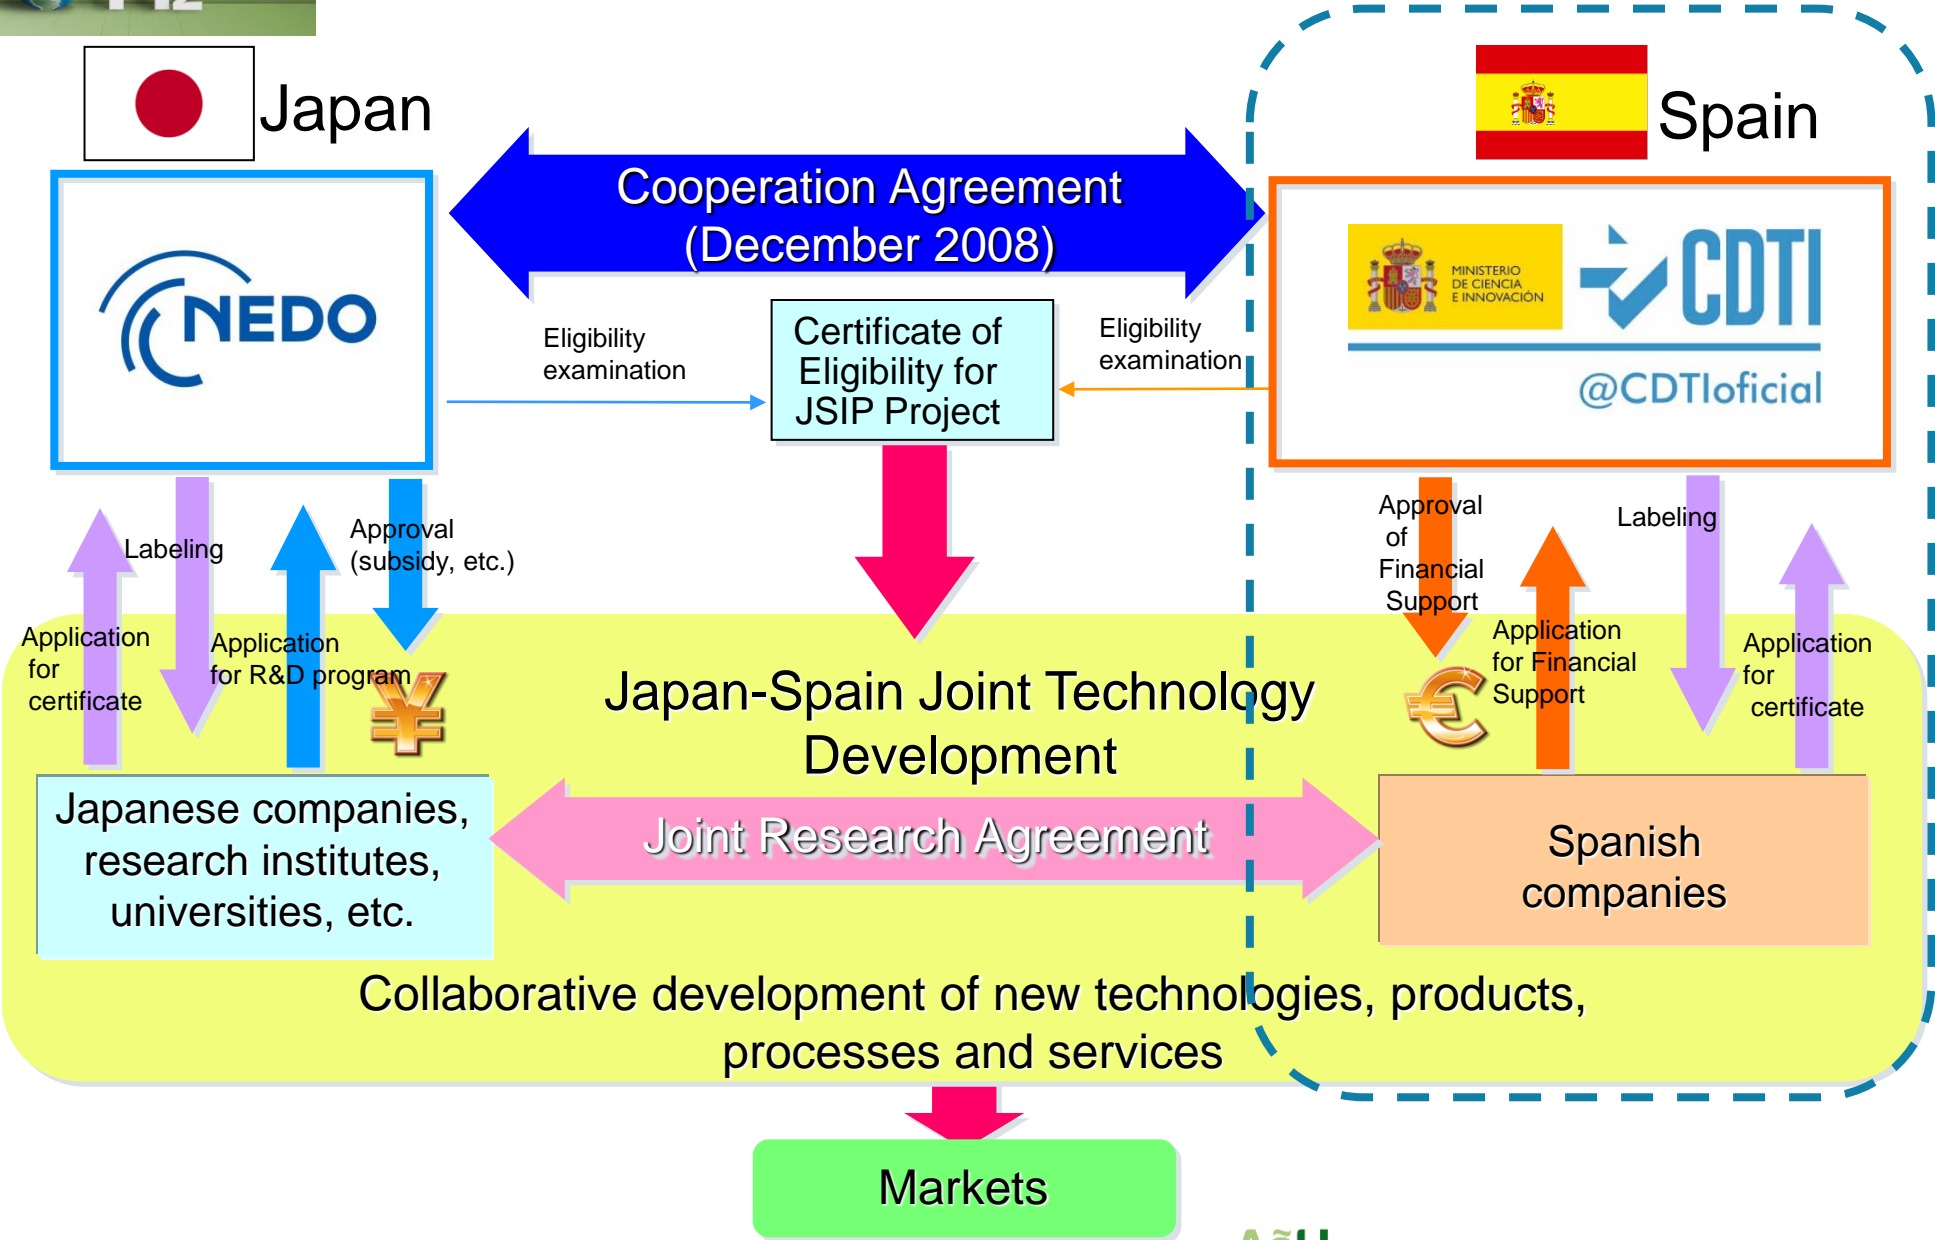 Japan
Spain
Cooperation Agreement
(December 2008)
NEDO
MINISTERIO
DE CIENCIA
E INNOVACIÓN
CDTI
@CDTIoficial
Eligibility
examination
Certificate of
Eligibility for
JSIP Project
Eligibility
examination
Labeling
Approval
(subsidy, etc.)
Approval
of
Financial
Support
Labeling
Application
for
certificate
Application
for R&D program
¥
€
Application
for Financial
Support
Application
for
certificate
Japan-Spain Joint Technology
Development
Japanese companies,
research institutes,
universities, etc.
Joint Research Agreement
Spanish
companies
Collaborative development of new technologies, products,
processes and services
Markets